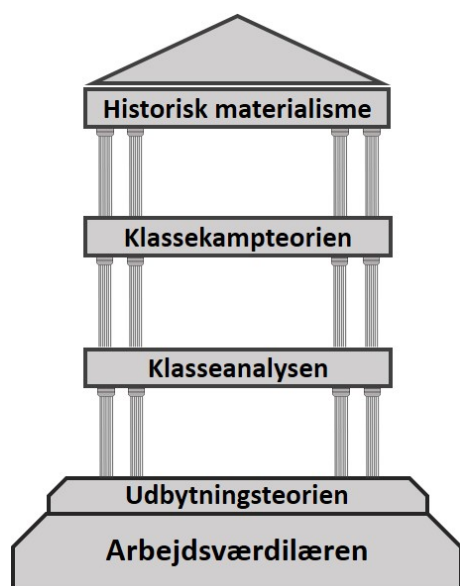 Historisk materialisme
Klassekampteorien
Klasseanalysen
Udbytningsteorien
Arbejdsværdilæren